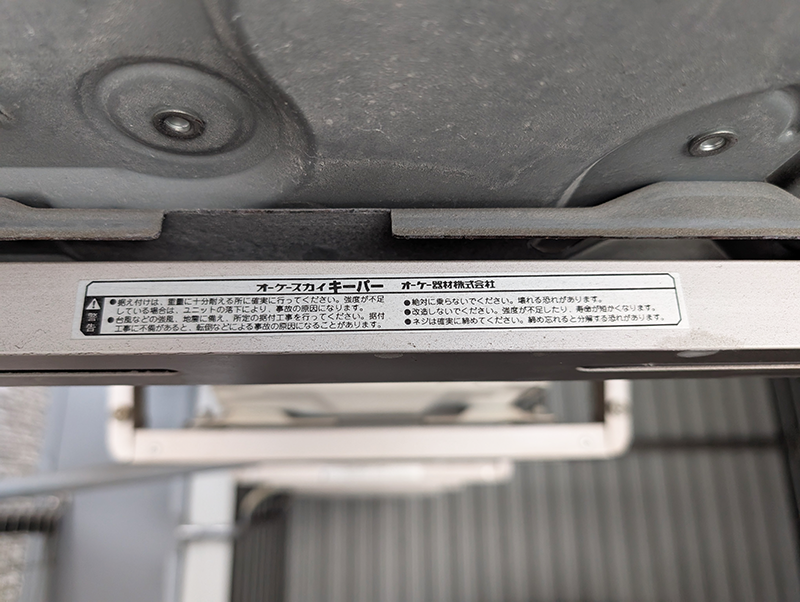 オーケースカイキーパー オーケー器材株式会社
警告
●据え付けは、重量に十分耐える所に確実に行ってください。強度が不足
している場合は、ユニットの落下により、事故の原因になります。
●台風などの強風、地震に備え、所定の据付工事を行ってください。据付
工事に不備があると、転倒などによる事故の原因になることがあります。
●絶対に乗らないでください。壊れる恐れがあります。
●改造しないでください。強度が不足したり、寿命が短かくなります。
●ネジは確実に締めてください。締め忘れると分解する恐れがあります。